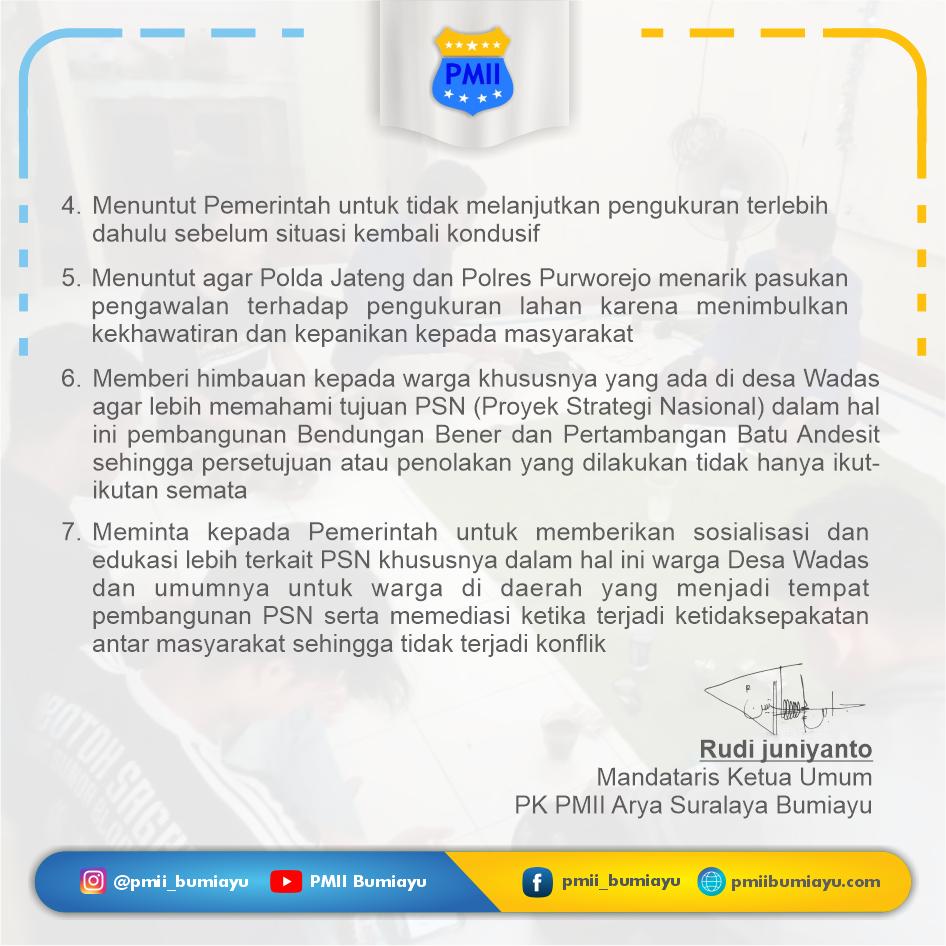 PMII
4. Menuntut Pemerintah untuk tidak melanjutkan pengukuran terlebih
dahulu sebelum situasi kembali kondusif
5. Menuntut agar Polda Jateng dan Polres Purworejo menarik pasukan
pengawalan terhadap pengukuran lahan karena menimbulkan
kekhawatiran dan kepanikan kepada masyarakat
6. Memberi himbauan kepada warga khususnya yang ada di desa Wadas
agar lebih memahami tujuan PSN (Proyek Strategi Nasional) dalam hal
ini pembangunan Bendungan Bener dan Pertambangan Batu Andesit
sehingga persetujuan atau penolakan yang dilakukan tidak hanya ikut-
ikutan semata
7. Meminta kepada Pemerintah untuk memberikan sosialisasi dan
edukasi lebih terkait PSN khususnya dalam hal ini warga Desa Wadas
dan umumnya untuk warga di daerah yang menjadi tempat
pembangunan PSN serta memediasi ketika terjadi ketidaksepakatan
antar masyarakat sehingga tidak terjadi konflik
Rudi juniyanto
Mandataris Ketua Umum
PK PMII Arya Suralaya Bumiayu
@pmii_bumiayu PMII Bumiayu pmii_bumiayu pmiibumiayu.com